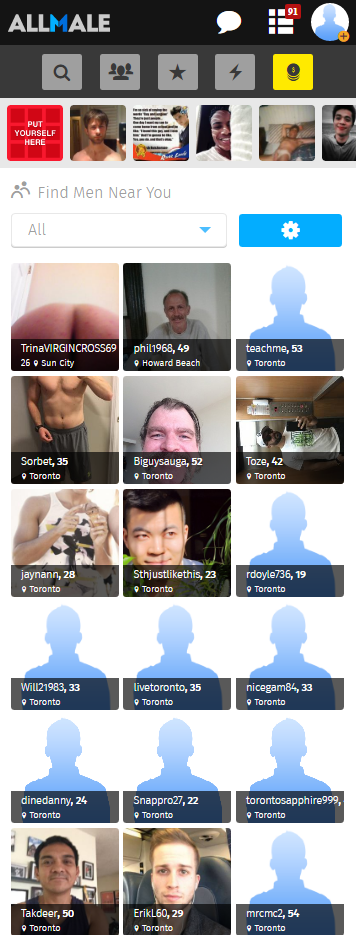 ALLMALE
91
PUT
YOURSELF
HERE
Find Men Near You
All
TrinaVIRGINCROSS69
26 Sun City
phil1968, 49
Howard Beach
teachme, 53
Toronto
Sorbet, 35
Toronto
Biguysauga, 52
Toronto
Toze, 42
Toronto
jaynann, 28
Toronto
Sthjustlikethis, 23
Toronto
rdoyle736, 19
Toronto
Will21983, 33
Toronto
livetoronto, 35
Toronto
nicegam84, 33
Toronto
dinedanny, 24
Toronto
Snappro27, 22
Toronto
torontosapphire999,
Toronto
Takdeer, 50
Toronto
ErikL60, 29
Toronto
mrcmc2, 54
Toronto